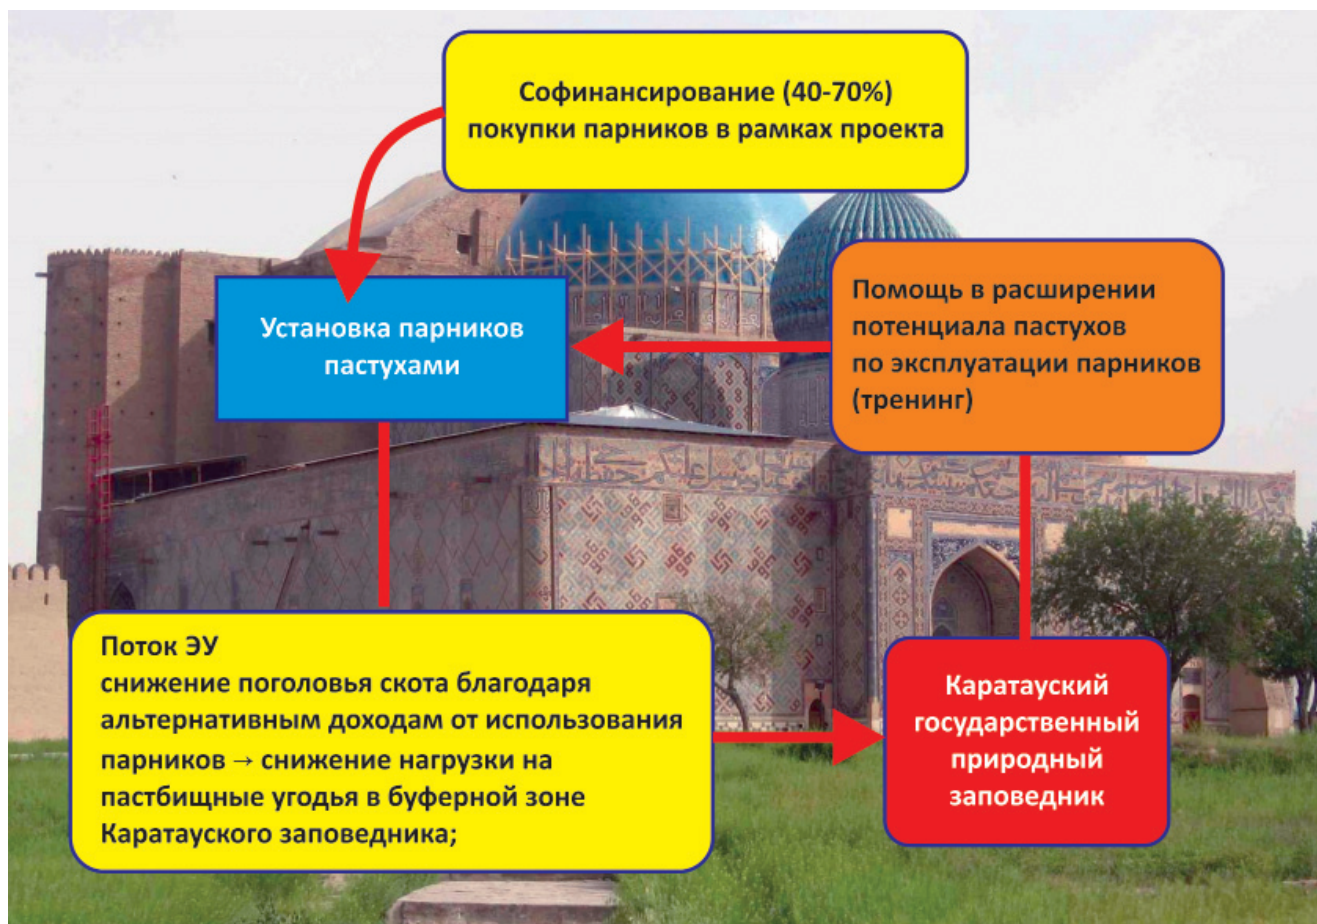 Софинансирование (40-70%)
покупки парников в рамках проекта
Установка парников
пастухами
Помощь в расширении
потенциала пастухов
по эксплуатации парников
(тренинг)
Поток ЭУ
снижение поголовья скота благодаря
альтернативным доходам от использования
парников → снижение нагрузки на
пастбищные угодья в буферной зоне
Каратауского заповедника;
Каратауский
государственный
природный
заповедник